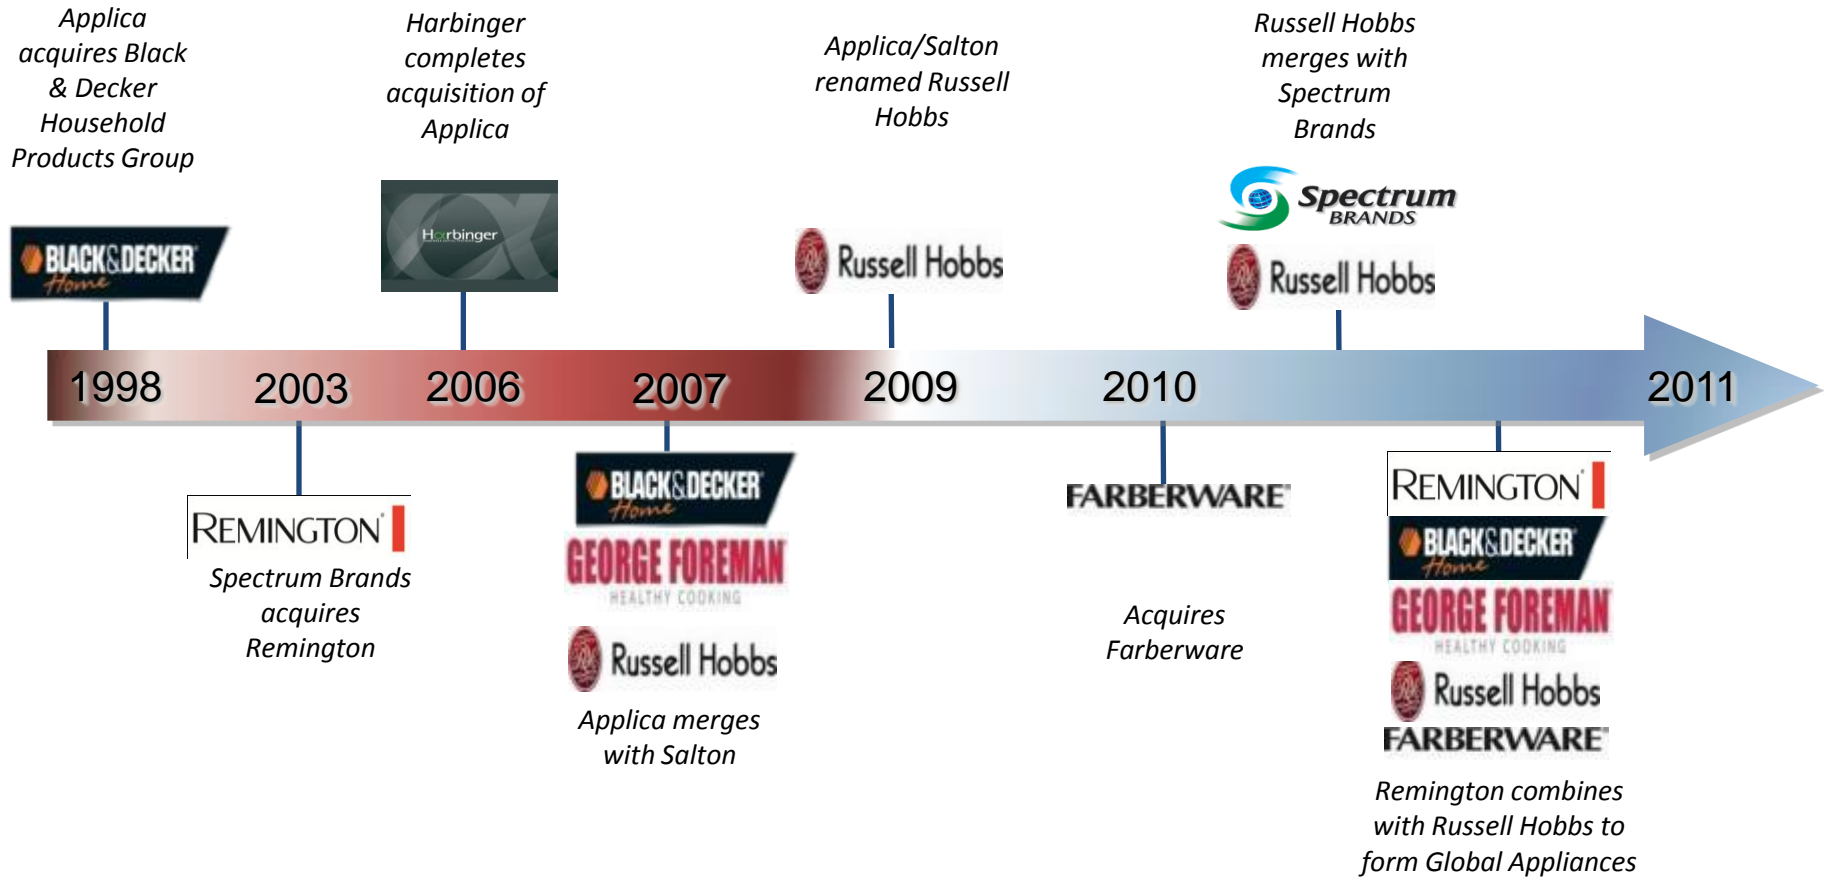 Applica
acquires Black
& Decker
Household
Products Group
Harbinger
completes
acquisition of
Applica
Applica/Salton
renamed Russell
Hobbs
Russell Hobbs
merges with
Spectrum
Brands
BLACK&DECKER
Home
Harbinger
Russell Hobbs
Spectrum
BRANDS
Russell Hobbs
1998 2003 2006 2007 2009 2010 2011
REMINGTON
Spectrum Brands
acquires
Remington
BLACK&DECKER
Home
GEORGE FOREMAN
HEALTHY COOKING
Russell Hobbs
Applica merges
with Salton
FARBERWARE
Acquires
Farberware
REMINGTON
BLACK&DECKER
Home
GEORGE FOREMAN
HEALTHY COOKING
Russell Hobbs
FARBERWARE
Remington combines
with Russell Hobbs to
form Global Appliances